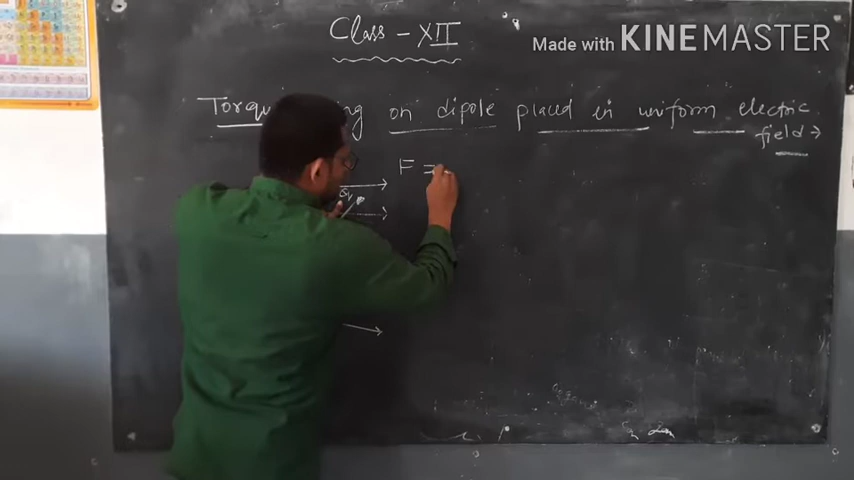 Class - XII
Made with KINEMASTER
on dipole placed in uniform electric
field →
F =